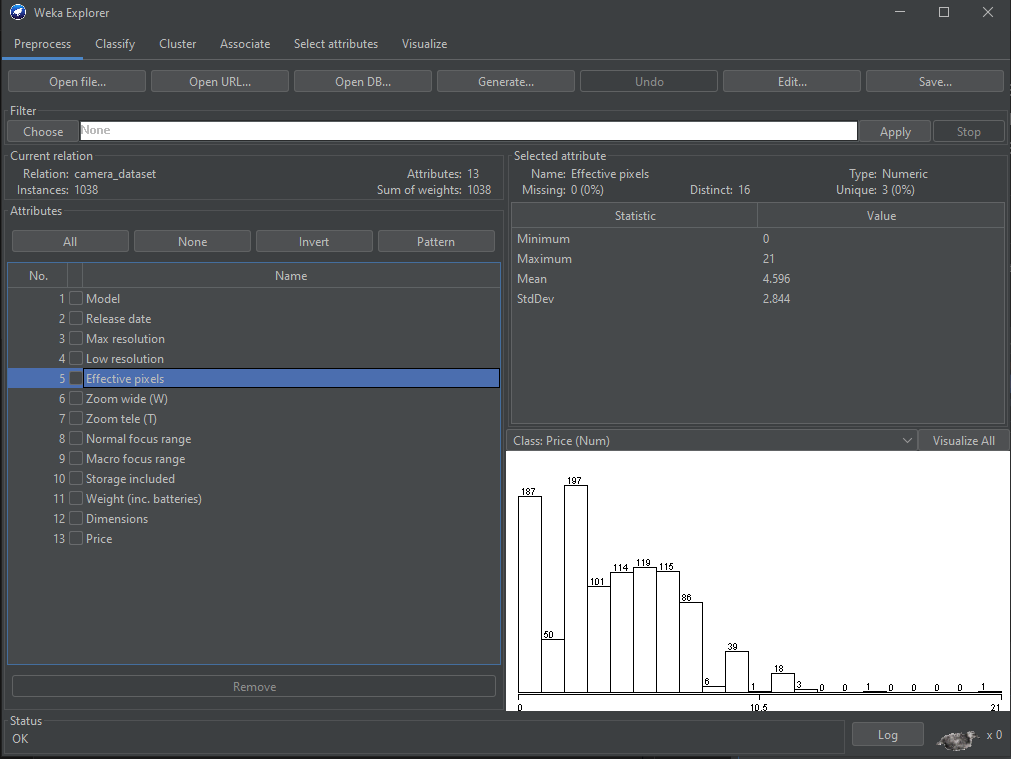 Weka Explorer
Preprocess Classify Cluster Associate Select attributes Visualize
Open file... Open URL... Open DB... Generate... Undo Edit... Save...
Filter
Choose None Apply Stop
Current relation
Relation: camera_dataset Attributes: 13
Instances: 1038 Sum of weights: 1038
Attributes
All None Invert Pattern
No. Name
1 Model
2 Release date
3 Max resolution
4 Low resolution
5 Effective pixels
6 Zoom wide (W)
7 Zoom tele (T)
8 Normal focus range
9 Macro focus range
10 Storage included
11 Weight (inc. batteries)
12 Dimensions
13 Price
Remove
Selected attribute
Name: Effective pixels Type: Numeric
Missing: 0 (0%) Distinct: 16 Unique: 3 (0%)
Statistic Value
Minimum 0
Maximum 21
Mean 4.596
StdDev 2.844
Class: Price (Num) Visualize All
187 50 197 101 114 119 115 86 6 39 1 18 3 0 0 1 0 0 0 0 1
0 10.5 21
Status
OK
Log x 0